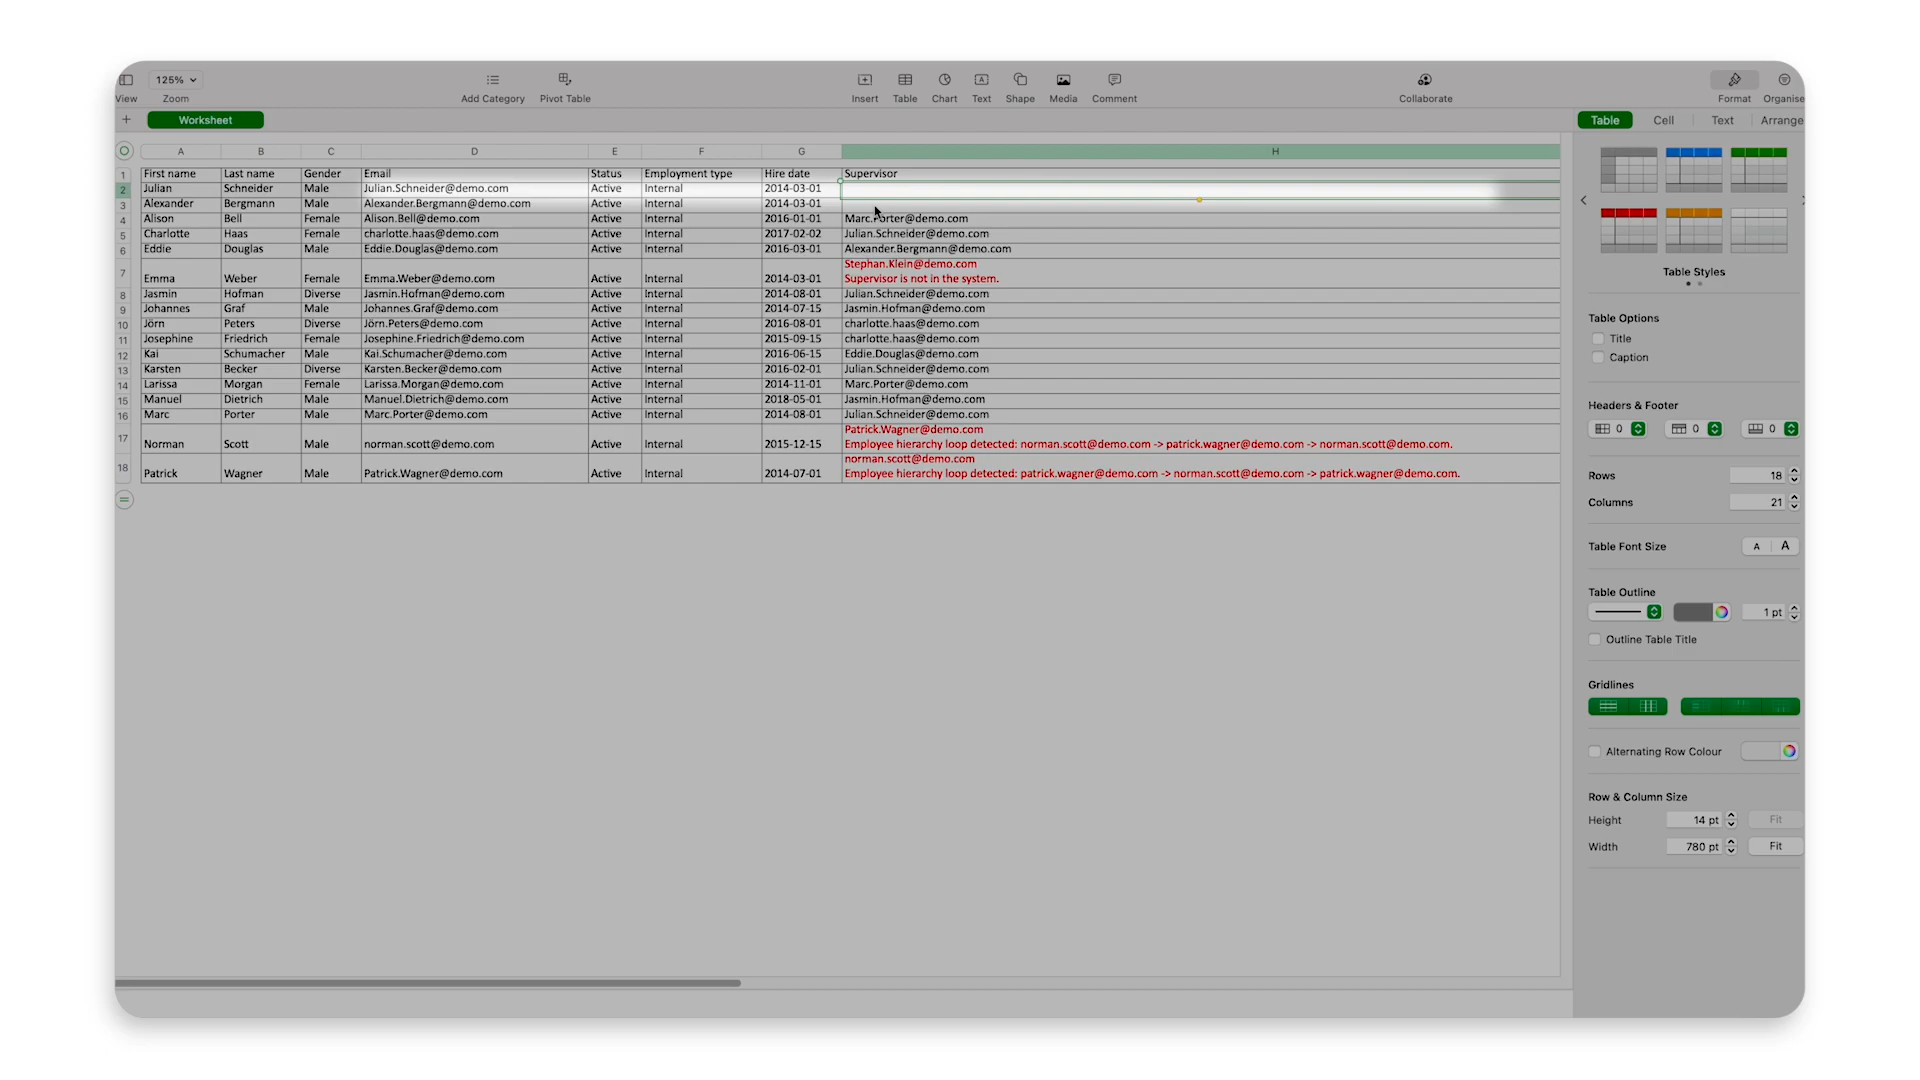 125%
View Zoom Add Category Pivot Table Insert Table Chart Text Shape Media Comment Collaborate Format Organise
Worksheet
Table Cell Text Arrange
A B C D E F G H
1 First name Last name Gender Email Status Employment type Hire date Supervisor
2 Julian Schneider Male Julian.Schneider@demo.com Active Internal 2014-03-01
3 Alexander Bergmann Male Alexander.Bergmann@demo.com Active Internal 2014-03-01
4 Alison Bell Female Alison.Bell@demo.com Active Internal 2016-01-01 Marc.Porter@demo.com
5 Charlotte Haas Female charlotte.haas@demo.com Active Internal 2017-02-02 Julian.Schneider@demo.com
6 Eddie Douglas Male Eddie.Douglas@demo.com Active Internal 2016-03-01 Alexander.Bergmann@demo.com
Stephan.Klein@demo.com
7 Emma Weber Female Emma.Weber@demo.com Active Internal 2014-03-01 Supervisor is not in the system.
8 Jasmin Hofman Diverse Jasmin.Hofman@demo.com Active Internal 2014-08-01 Julian.Schneider@demo.com
9 Johannes Graf Male Johannes.Graf@demo.com Active Internal 2014-07-15 Jasmin.Hofman@demo.com
10 Jörn Peters Diverse Jörn.Peters@demo.com Active Internal 2016-08-01 charlotte.haas@demo.com
11 Josephine Friedrich Female Josephine.Friedrich@demo.com Active Internal 2015-09-15 charlotte.haas@demo.com
12 Kai Schumacher Male Kai.Schumacher@demo.com Active Internal 2016-06-15 Eddie.Douglas@demo.com
13 Karsten Becker Diverse Karsten.Becker@demo.com Active Internal 2016-02-01 Julian.Schneider@demo.com
14 Larissa Morgan Female Larissa.Morgan@demo.com Active Internal 2014-11-01 Marc.Porter@demo.com
15 Manuel Dietrich Male Manuel.Dietrich@demo.com Active Internal 2018-05-01 Jasmin.Hofman@demo.com
16 Marc Porter Male Marc.Porter@demo.com Active Internal 2014-08-01 Julian.Schneider@demo.com
Patrick.Wagner@demo.com
17 Norman Scott Male norman.scott@demo.com Active Internal 2015-12-15 Employee hierarchy loop detected: norman.scott@demo.com -> patrick.wagner@demo.com -> norman.scott@demo.com.
norman.scott@demo.com
18 Patrick Wagner Male Patrick.Wagner@demo.com Active Internal 2014-07-01 Employee hierarchy loop detected: patrick.wagner@demo.com -> norman.scott@demo.com -> patrick.wagner@demo.com.
Table Styles
Table Options
Title
Caption
Headers & Footer
0 0 0
Rows 18
Columns 21
Table Font Size A A
Table Outline
1 pt
Outline Table Title
Gridlines
Alternating Row Colour
Row & Column Size
Height 14 pt Fit
Width 780 pt Fit